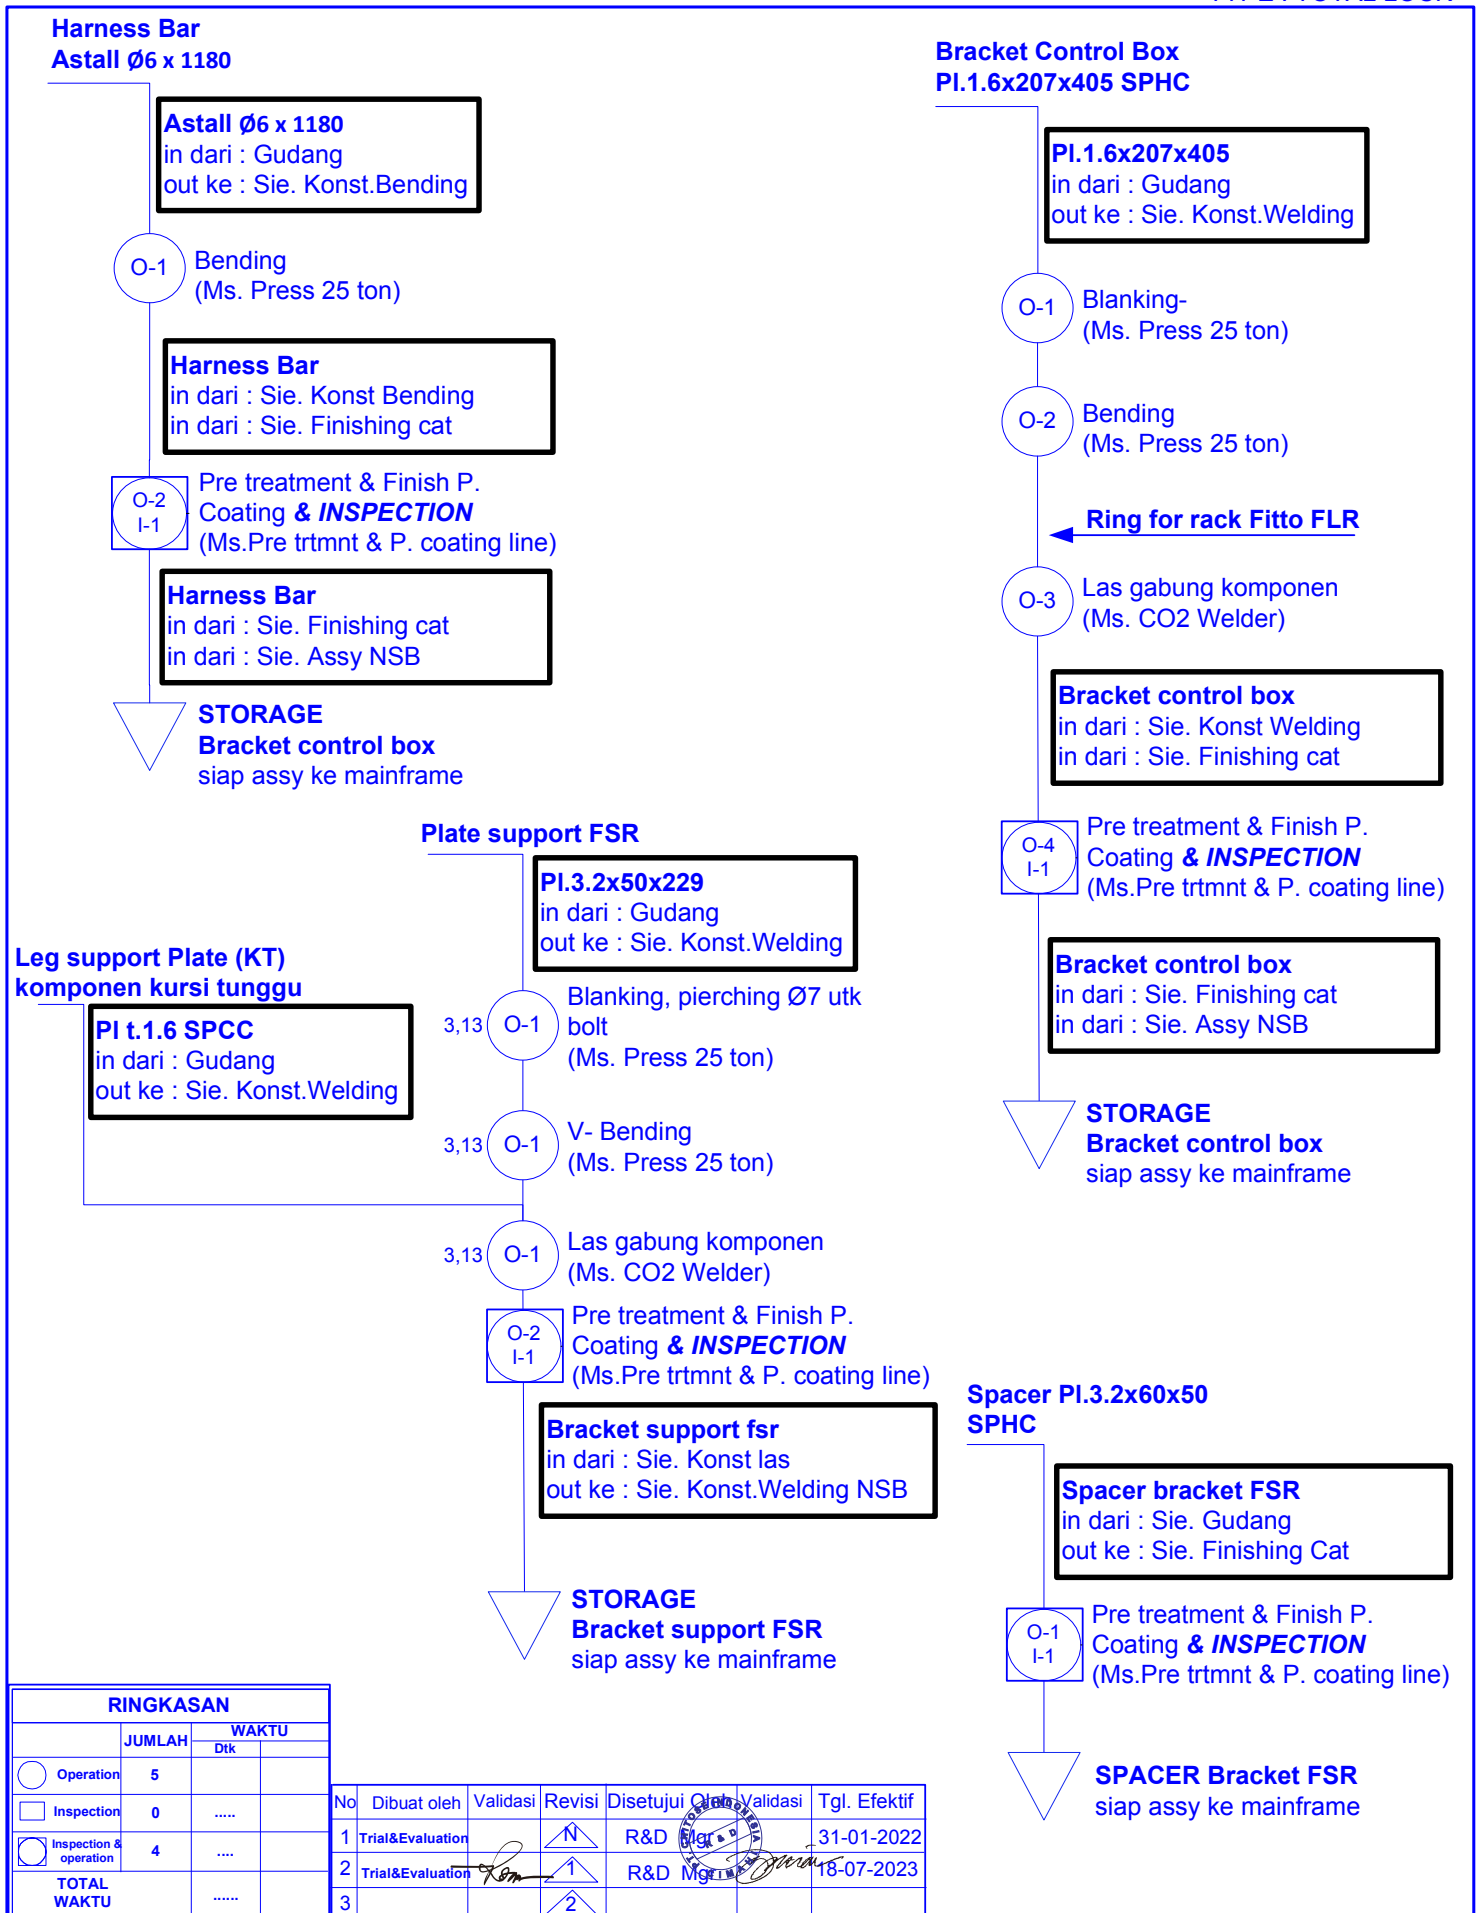 Harness Bar
Astall Ø6 x 1180
Astall Ø6 x 1180
in dari : Gudang
out ke : Sie. Konst.Bending
O-1
Bending
(Ms. Press 25 ton)
Harness Bar
in dari : Sie. Konst Bending
in dari : Sie. Finishing cat
O-2
I-1
Pre treatment & Finish P.
Coating & INSPECTION
(Ms.Pre trtmnt & P. coating line)
Harness Bar
in dari : Sie. Finishing cat
in dari : Sie. Assy NSB
STORAGE
Bracket control box
siap assy ke mainframe
Bracket Control Box
Pl.1.6x207x405 SPHC
Pl.1.6x207x405
in dari : Gudang
out ke : Sie. Konst.Welding
O-1
Blanking-
(Ms. Press 25 ton)
O-2
Bending
(Ms. Press 25 ton)
Ring for rack Fitto FLR
O-3
Las gabung komponen
(Ms. CO2 Welder)
Bracket control box
in dari : Sie. Konst Welding
in dari : Sie. Finishing cat
O-4
I-1
Pre treatment & Finish P.
Coating & INSPECTION
(Ms.Pre trtmnt & P. coating line)
Bracket control box
in dari : Sie. Finishing cat
in dari : Sie. Assy NSB
STORAGE
Bracket control box
siap assy ke mainframe
Plate support FSR
Pl.3.2x50x229
in dari : Gudang
out ke : Sie. Konst.Welding
Leg support Plate (KT)
komponen kursi tunggu
Pl t.1.6 SPCC
in dari : Gudang
out ke : Sie. Konst.Welding
3,13 O-1
Blanking, pierching Ø7 utk
bolt
(Ms. Press 25 ton)
3,13 O-1
V- Bending
(Ms. Press 25 ton)
3,13 O-1
Las gabung komponen
(Ms. CO2 Welder)
O-2
I-1
Pre treatment & Finish P.
Coating & INSPECTION
(Ms.Pre trtmnt & P. coating line)
Bracket support fsr
in dari : Sie. Konst las
out ke : Sie. Konst.Welding NSB
STORAGE
Bracket support FSR
siap assy ke mainframe
Spacer Pl.3.2x60x50
SPHC
Spacer bracket FSR
in dari : Sie. Gudang
out ke : Sie. Finishing Cat
O-1
I-1
Pre treatment & Finish P.
Coating & INSPECTION
(Ms.Pre trtmnt & P. coating line)
SPACER Bracket FSR
siap assy ke mainframe
RINGKASAN
JUMLAH WAKTU
Dtk
Operation 5
Inspection 0 .....
Inspection & operation 4 ....
TOTAL WAKTU ......
No Dibuat oleh Validasi Revisi Disetujui Oleh Validasi Tgl. Efektif
1 Trial&Evaluation N R&D Mgr 31-01-2022
2 Trial&Evaluation 1 R&D Mgr 18-07-2023
3 2